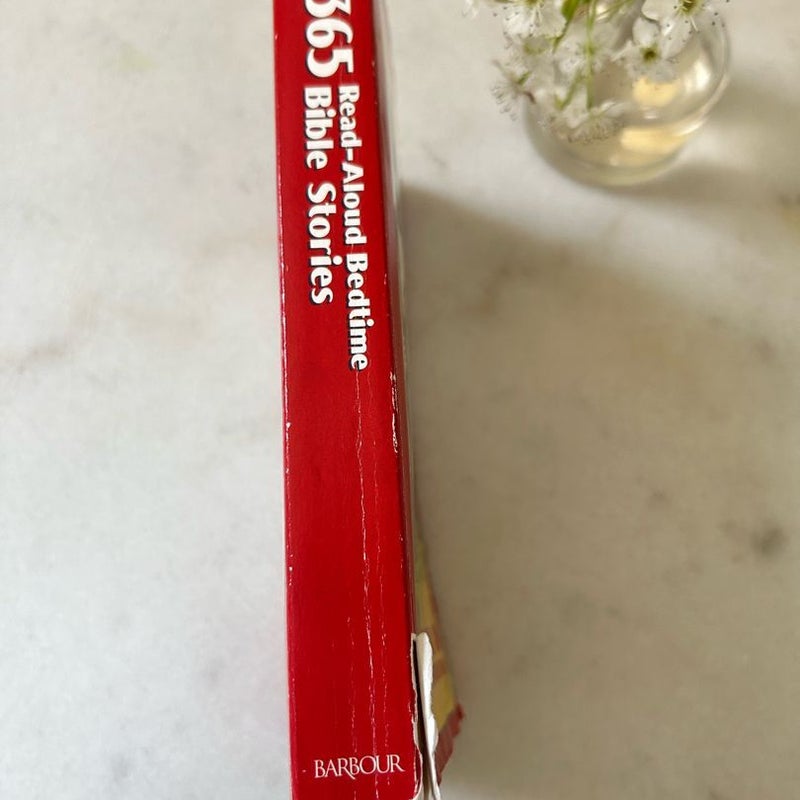 365
Read-Aloud Bedtime
Bible Stories
BARBOUR